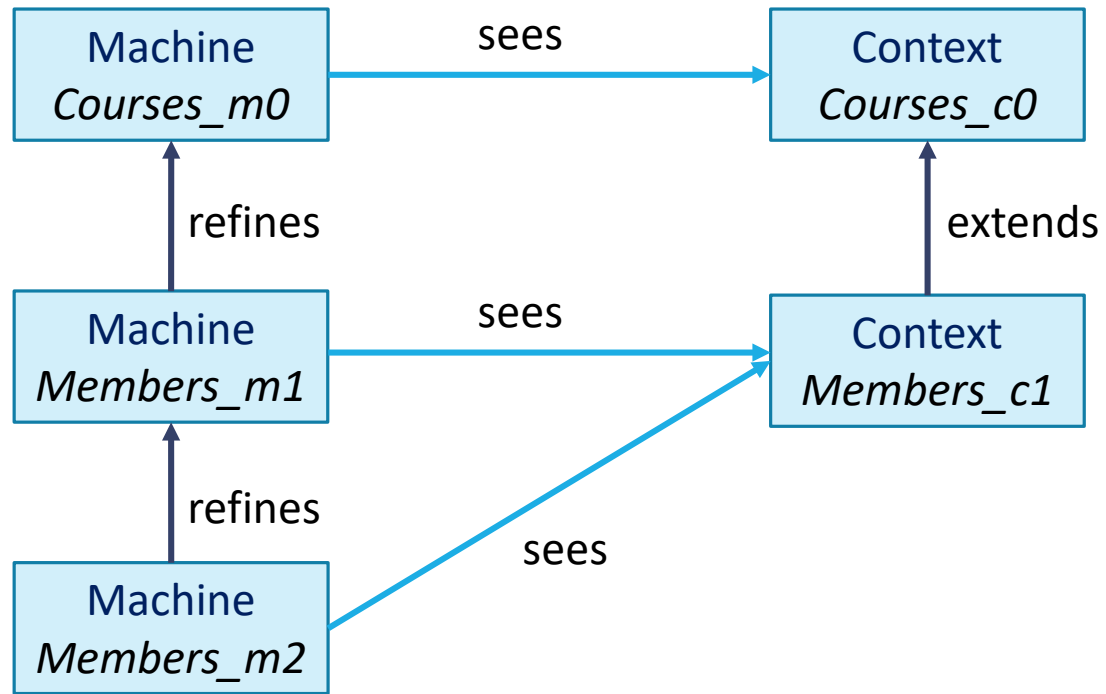 Machine
Courses_m0
sees
Context
Courses_c0
refines
extends
Machine
Members_m1
sees
Context
Members_c1
refines
sees
Machine
Members_m2